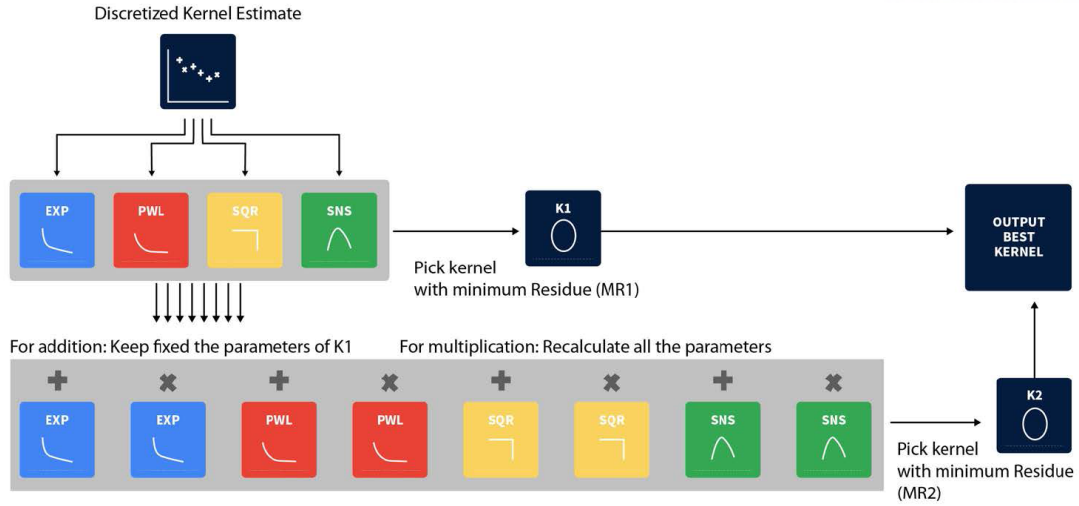 Discretized Kernel Estimate
EXP
PWL
SQR
SNS
K1
OUTPUT
BEST
KERNEL
Pick kernel
with minimum Residue (MR1)
For addition: Keep fixed the parameters of K1
For multiplication: Recalculate all the parameters
EXP
EXP
PWL
PWL
SQR
SQR
SNS
SNS
K2
Pick kernel
with minimum Residue
(MR2)